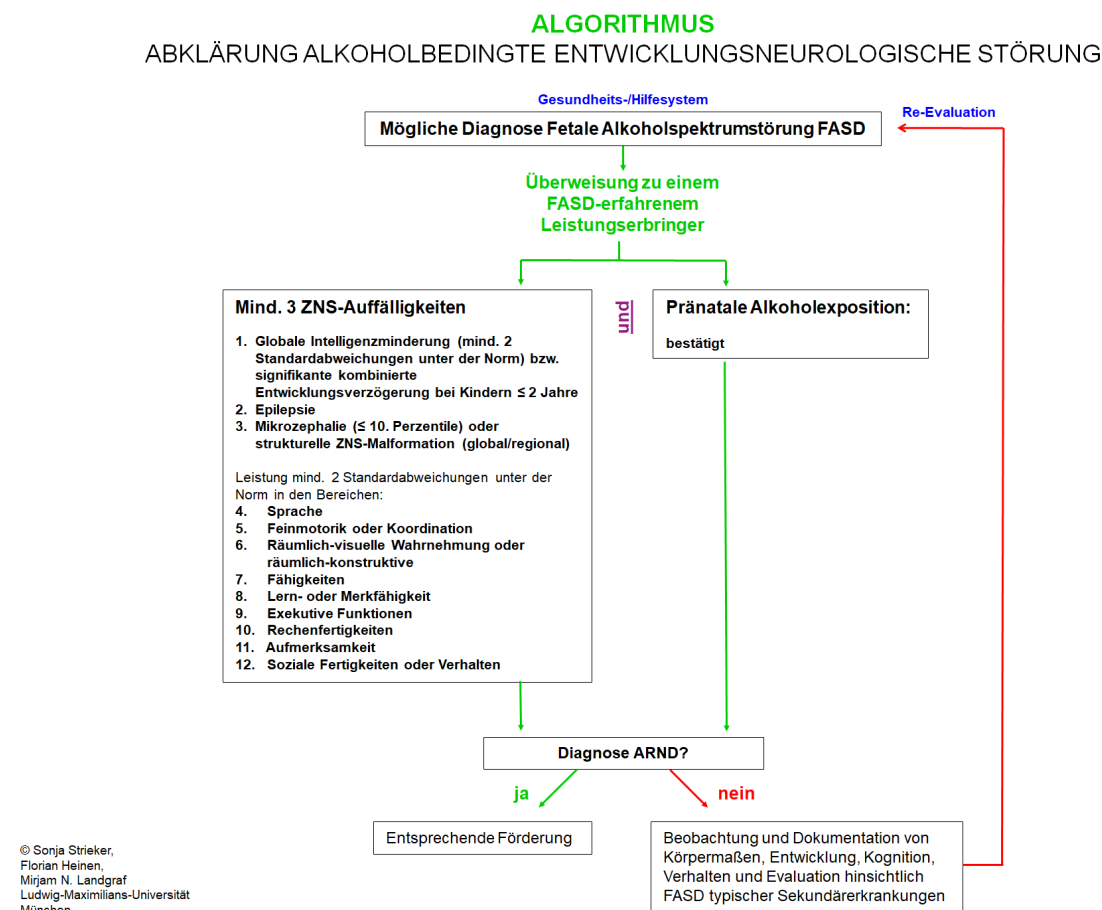 ALGORITHMUS
ABKLÄRUNG ALKOHOLBEDINGTE ENTWICKLUNGSNEUROLOGISCHE STÖRUNG
Gesundheits-/Hilfesystem
Mögliche Diagnose Fetale Alkoholspektrumstörung FASD
Re-Evaluation
Überweisung zu einem
FASD-erfahrenem
Leistungserbringer
Mind. 3 ZNS-Auffälligkeiten
1. Globale Intelligenzminderung (mind. 2
Standardabweichungen unter der Norm) bzw.
signifikante kombinierte
Entwicklungsverzögerung bei Kindern ≤ 2 Jahre
2. Epilepsie
3. Mikrozephalie (≤ 10. Perzentile) oder
strukturelle ZNS-Malformation (global/regional)
Leistung mind. 2 Standardabweichungen unter der
Norm in den Bereichen:
4. Sprache
5. Feinmotorik oder Koordination
6. Räumlich-visuelle Wahrnehmung oder
räumlich-konstruktive
7. Fähigkeiten
8. Lern- oder Merkfähigkeit
9. Exekutive Funktionen
10. Rechenfertigkeiten
11. Aufmerksamkeit
12. Soziale Fertigkeiten oder Verhalten
und
Pränatale Alkoholexposition:
bestätigt
Diagnose ARND?
ja
nein
Entsprechende Förderung
Beobachtung und Dokumentation von
Körpermaßen, Entwicklung, Kognition,
Verhalten und Evaluation hinsichtlich
FASD typischer Sekundärerkrankungen
© Sonja Strieker,
Florian Heinen,
Mirjam N. Landgraf
Ludwig-Maximilians-Universität
München